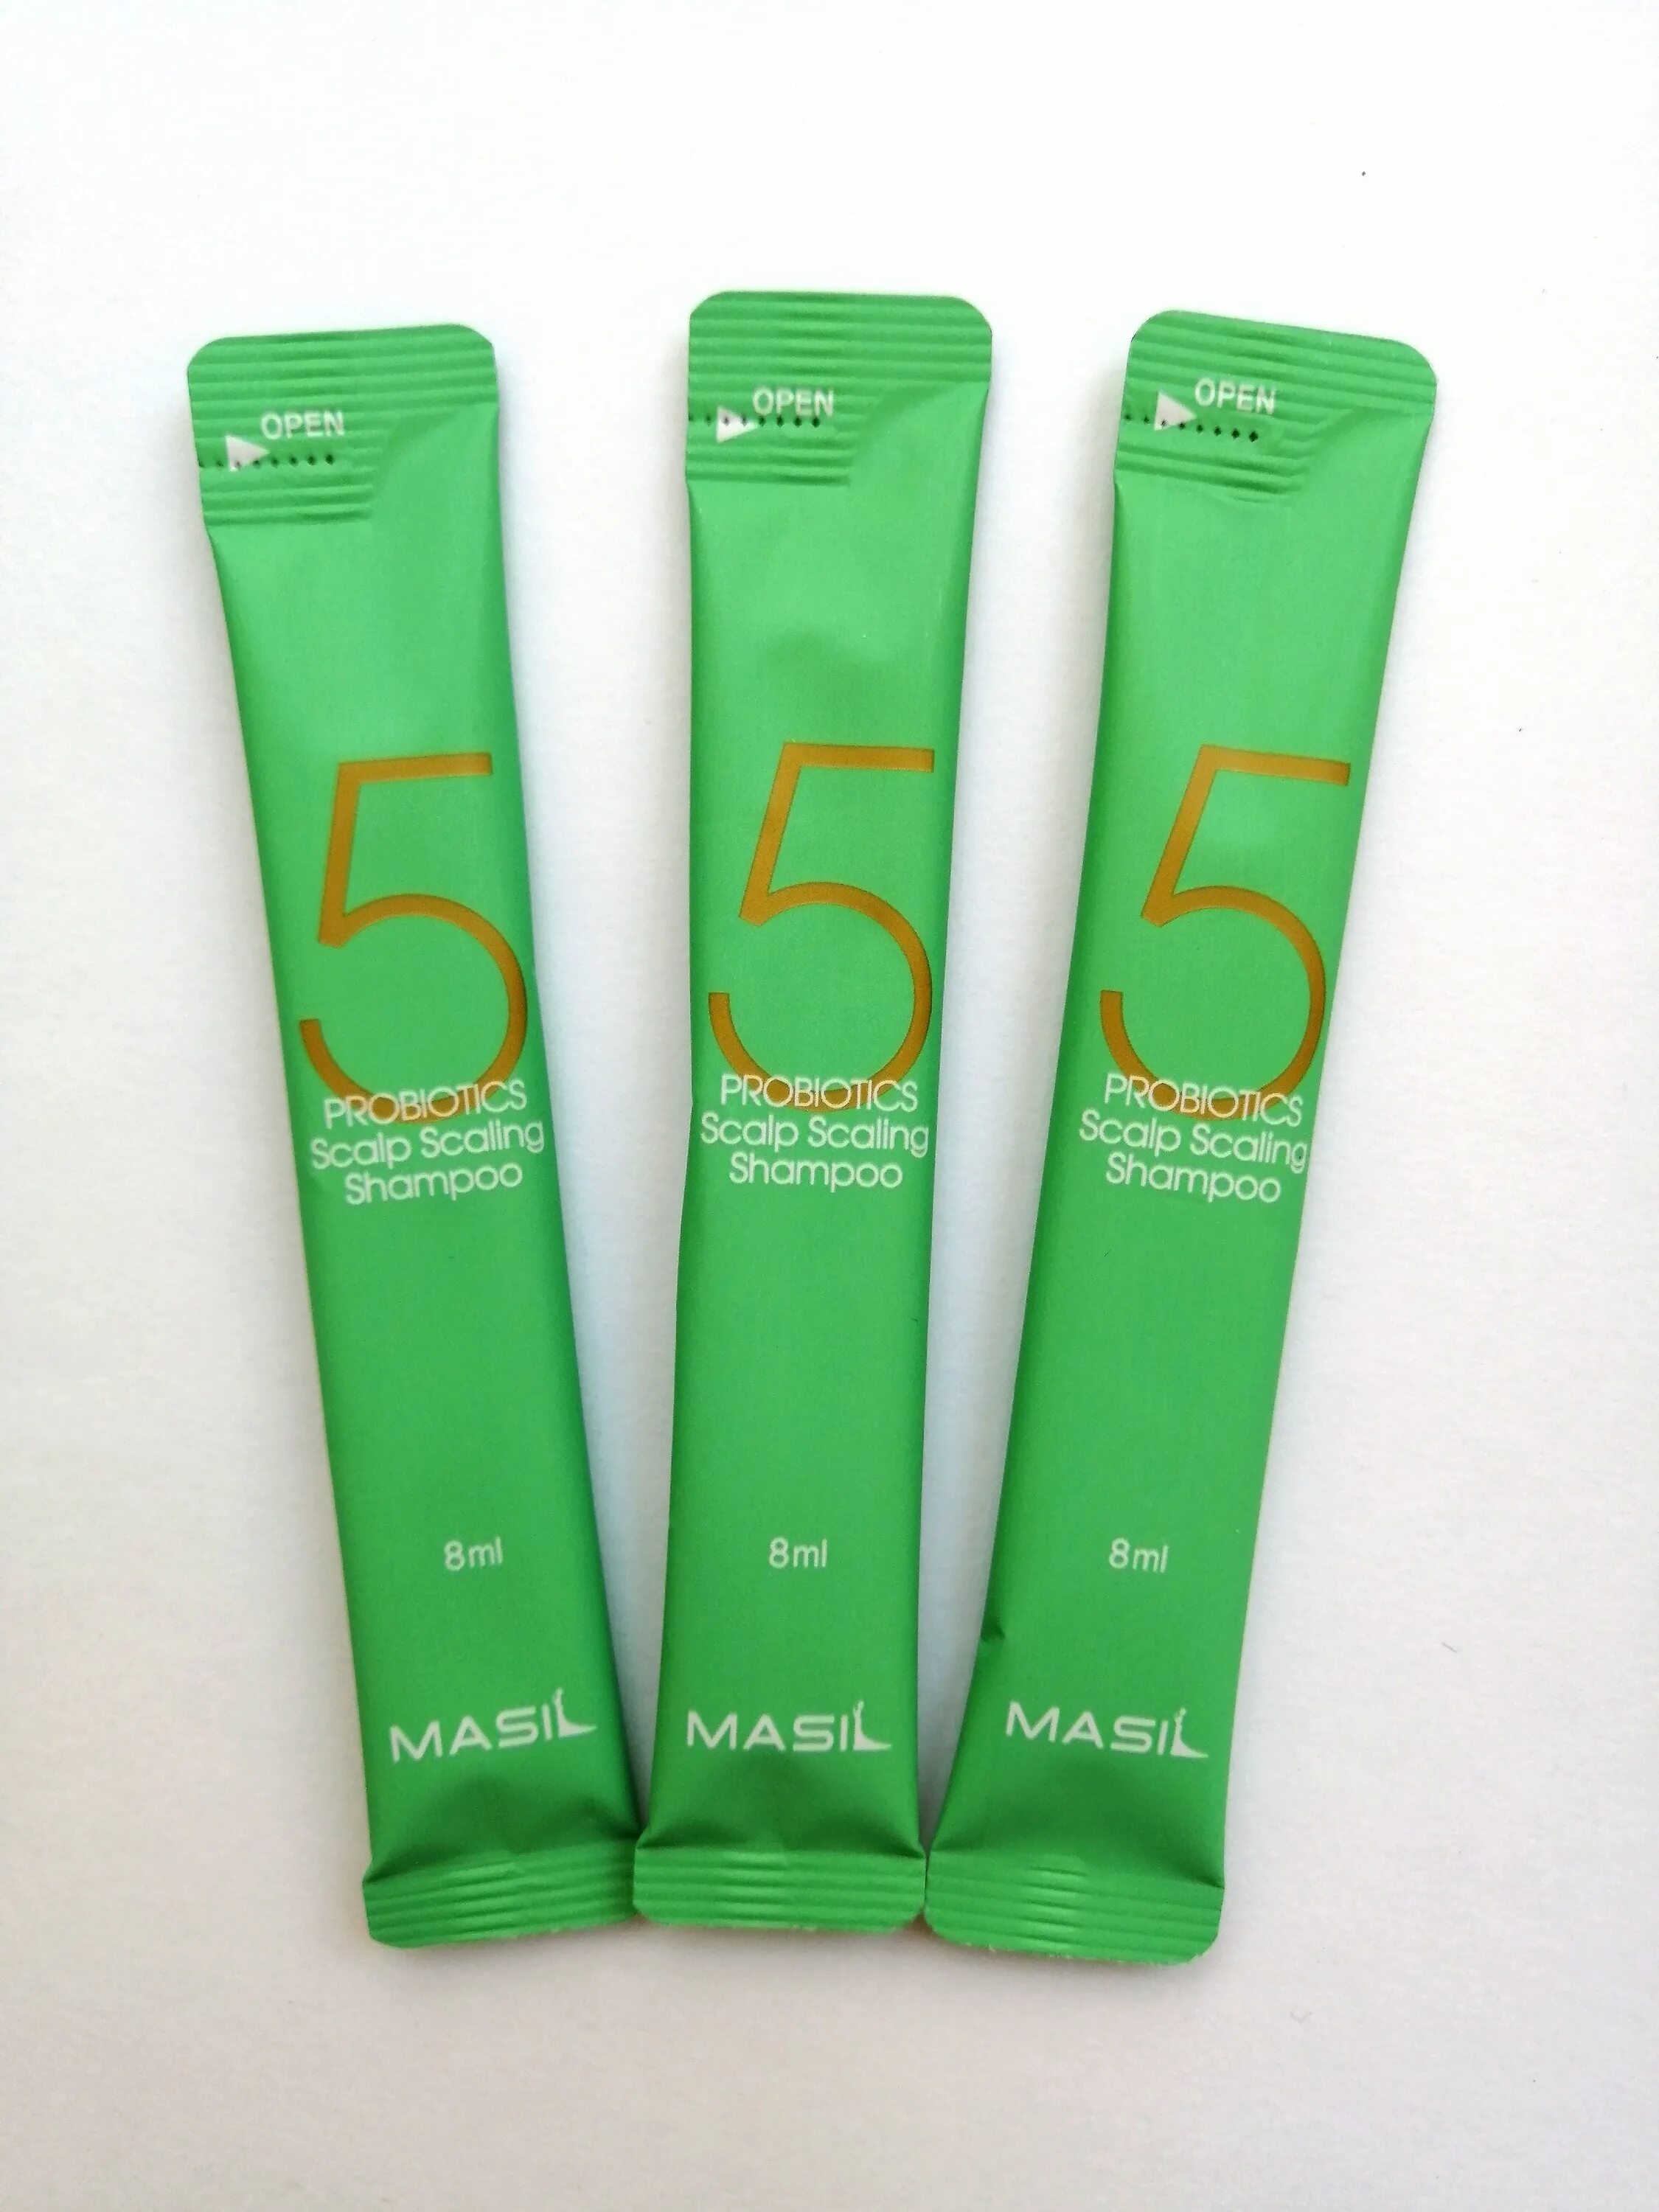 OPEN
5
PROBIOTICS
Scalp Scaling
Shampoo
8ml
MASIL
OPEN
5
PROBIOTICS
Scalp Scaling
Shampoo
8ml
MASIL
OPEN
5
PROBIOTICS
Scalp Scaling
Shampoo
8ml
MASIL